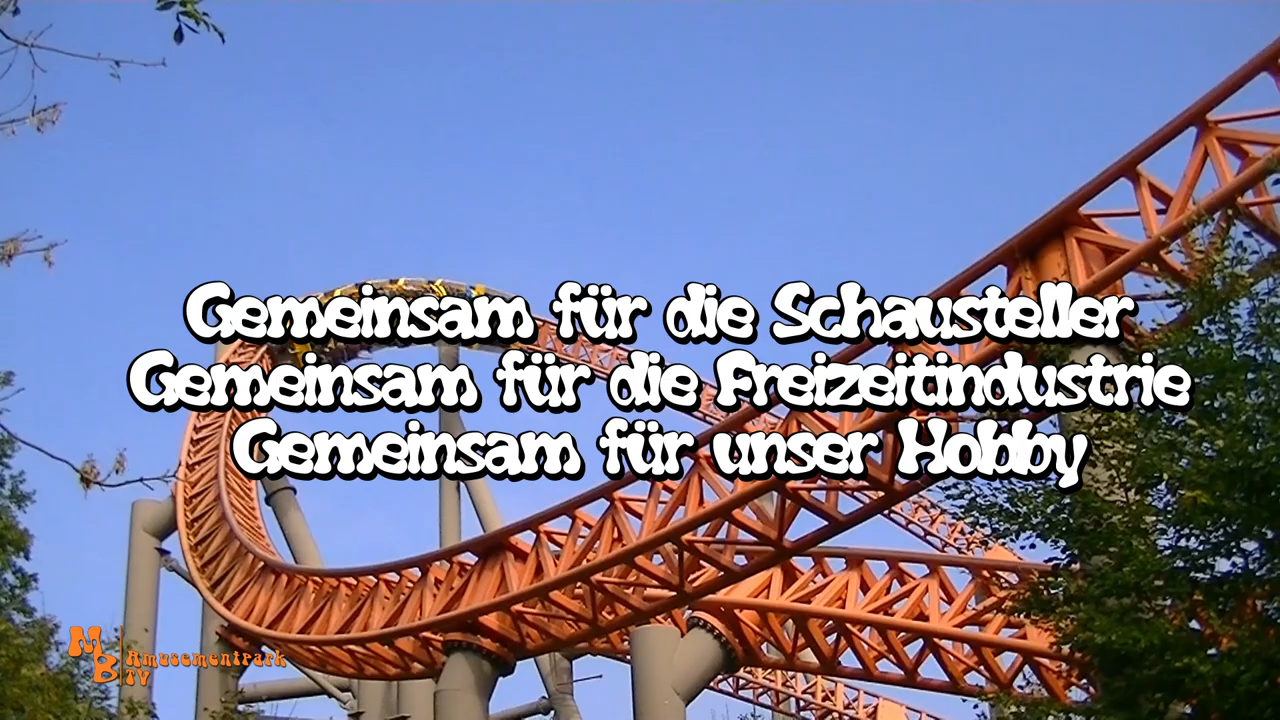 Gemeinsam für die Schausteller
Gemeinsam für die Freizeitindustrie
Gemeinsam für unser Hobby
MB Amusementpark
TV